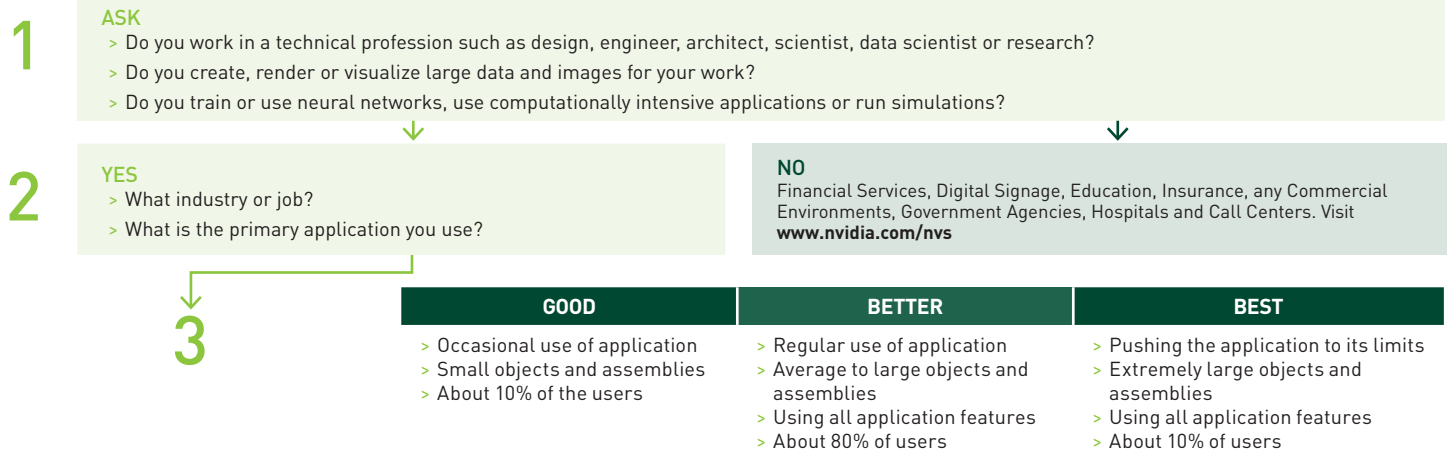 1
ASK
> Do you work in a technical profession such as design, engineer, architect, scientist, data scientist or research?
> Do you create, render or visualize large data and images for your work?
> Do you train or use neural networks, use computationally intensive applications or run simulations?
2
YES
> What industry or job?
> What is the primary application you use?
NO
Financial Services, Digital Signage, Education, Insurance, any Commercial
Environments, Government Agencies, Hospitals and Call Centers. Visit
www.nvidia.com/nvs
3
GOOD
> Occasional use of application
> Small objects and assemblies
> About 10% of the users
BETTER
> Regular use of application
> Average to large objects and
assemblies
> Using all application features
> About 80% of users
BEST
> Pushing the application to its limits
> Extremely large objects and
assemblies
> Using all application features
> About 10% of users